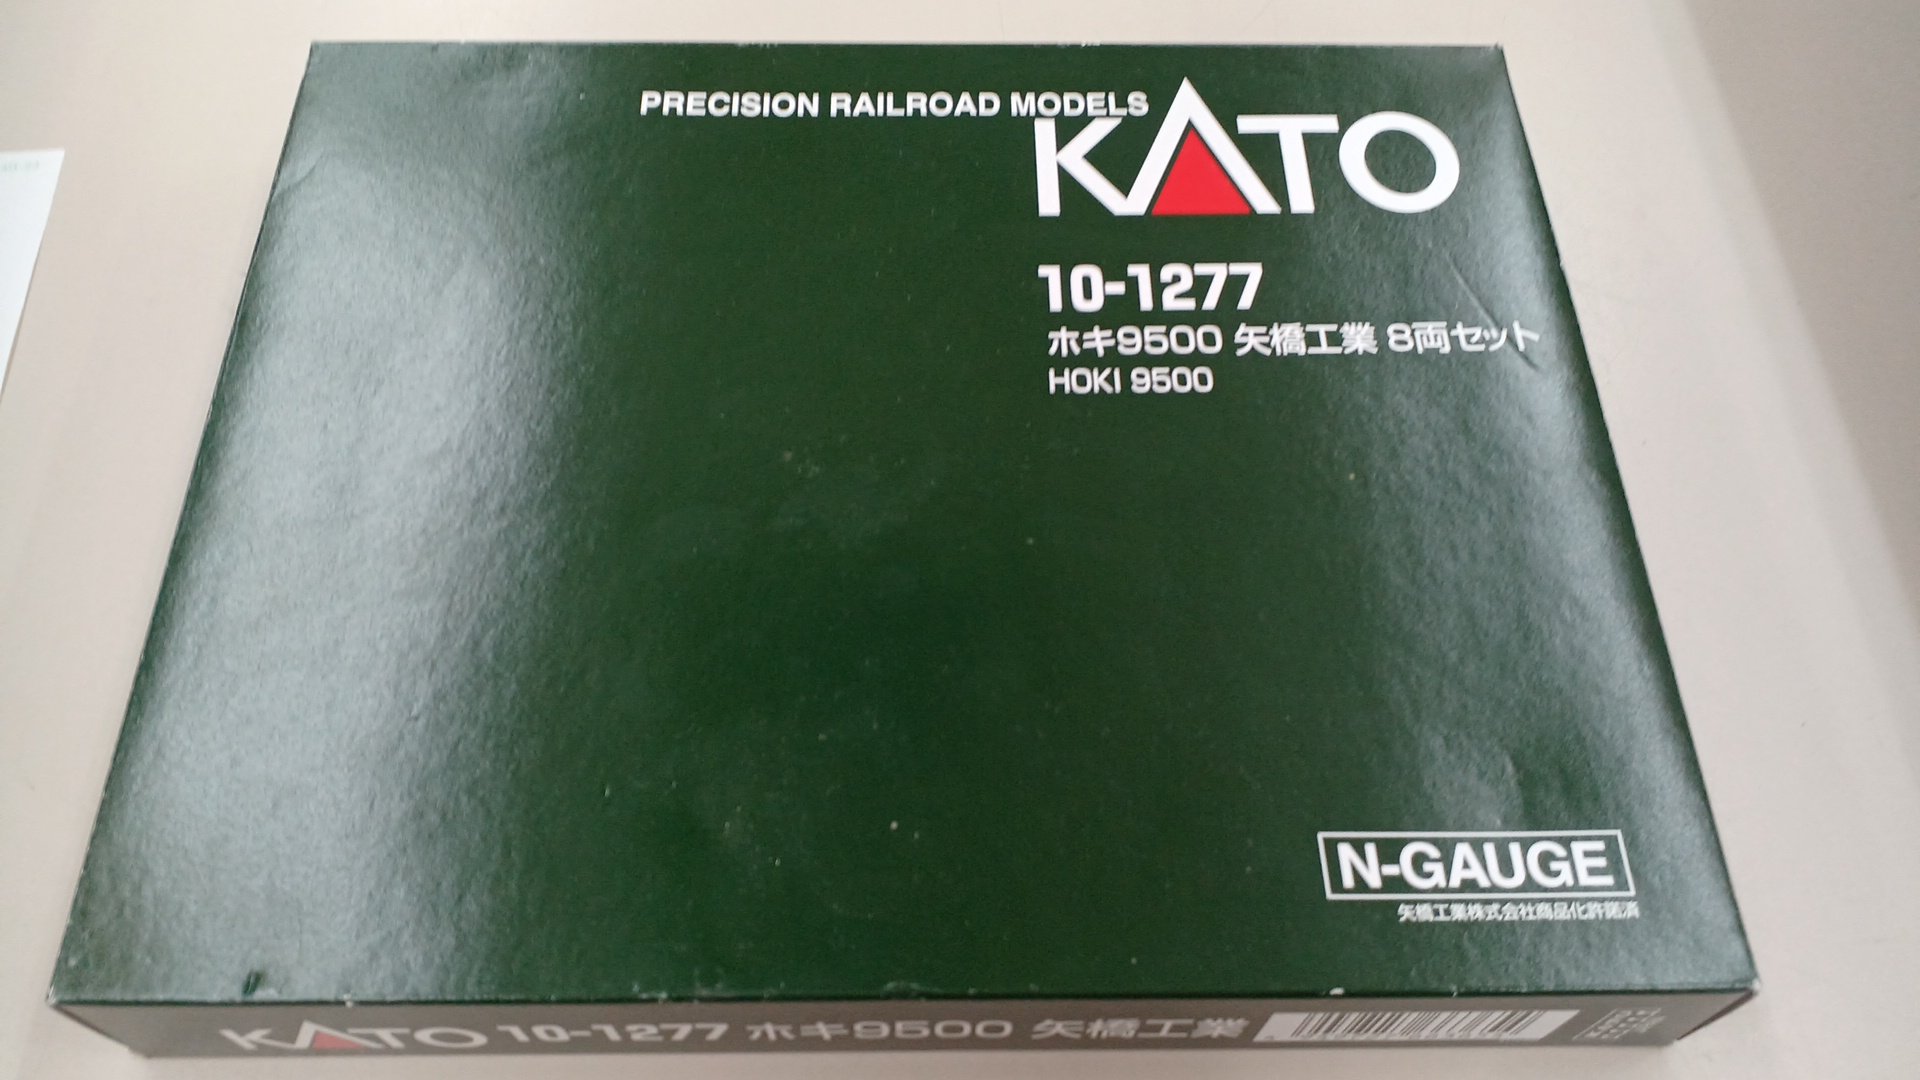 PRECISION RAILROAD MODELS
KATO
10-1277
ホキ9500 矢橋工業 8両セット
HOKI 9500
N-GAUGE
矢橋工業株式会社商品化許諾済
KATO 10-1277 ホキ9500 矢橋工業